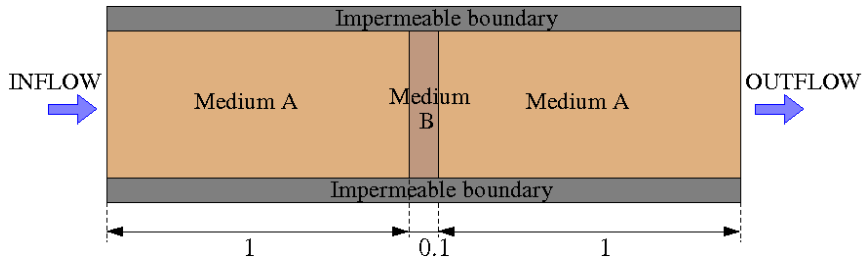 Impermeable boundary
INFLOW
Medium A
Medium
B
Medium A
OUTFLOW
Impermeable boundary
1
0.1
1